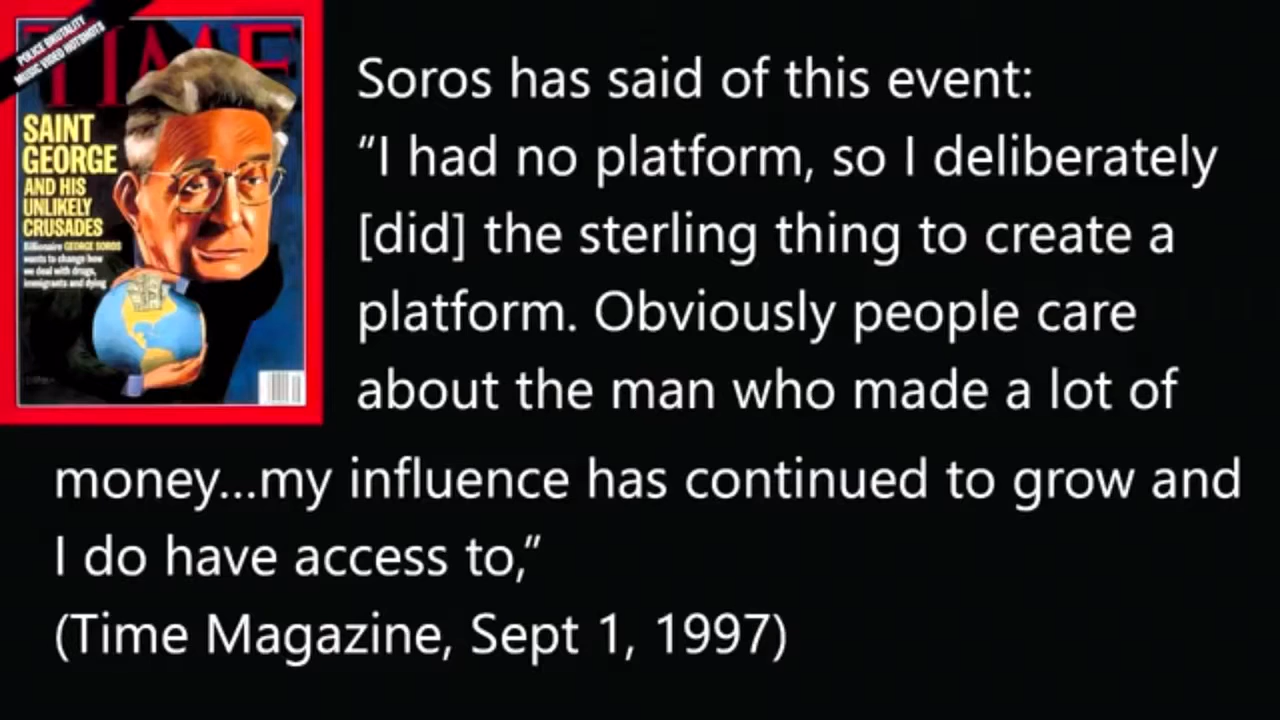 POLICE BRUTALITY
MUSIC VIDEO HOTSHOTS
TIME
SAINT
GEORGE
AND HIS
UNLIKELY
CRUSADES
Billionaire GEORGE SOROS
wants to change how
we deal with drugs,
immigrants and dying
Soros has said of this event:
“I had no platform, so I deliberately
[did] the sterling thing to create a
platform. Obviously people care
about the man who made a lot of
money...my influence has continued to grow and
I do have access to,”
(Time Magazine, Sept 1, 1997)